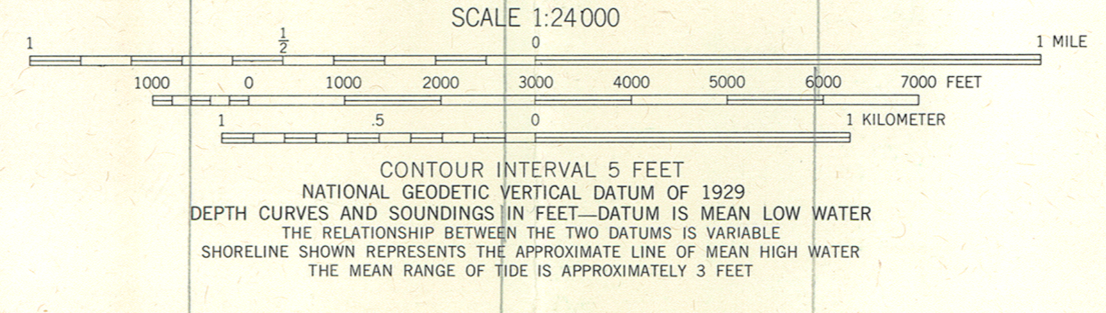 SCALE 1:24 000
1 1/2 0 1 MILE
1000 0 1000 2000 3000 4000 5000 6000 7000 FEET
1 .5 0 1 KILOMETER
CONTOUR INTERVAL 5 FEET
NATIONAL GEODETIC VERTICAL DATUM OF 1929
DEPTH CURVES AND SOUNDINGS IN FEET—DATUM IS MEAN LOW WATER
THE RELATIONSHIP BETWEEN THE TWO DATUMS IS VARIABLE
SHORELINE SHOWN REPRESENTS THE APPROXIMATE LINE OF MEAN HIGH WATER
THE MEAN RANGE OF TIDE IS APPROXIMATELY 3 FEET